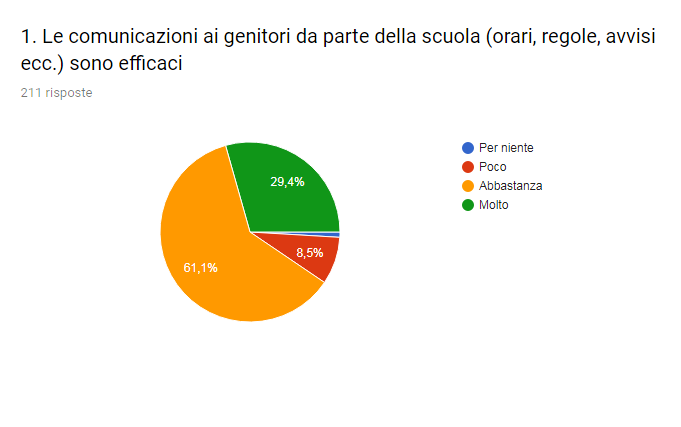 1. Le comunicazioni ai genitori da parte della scuola (orari, regole, avvisi
ecc.) sono efficaci
211 risposte
Per niente
Poco
Abbastanza
Molto
29,4%
8,5%
61,1%